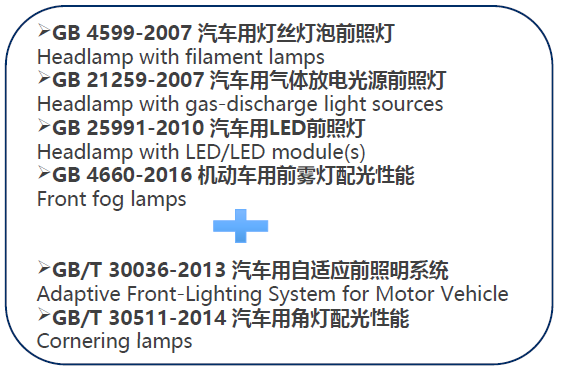 ➢GB 4599-2007 汽车用灯丝灯泡前照灯
Headlamp with filament lamps
➢GB 21259-2007 汽车用气体放电光源前照灯
Headlamp with gas-discharge light sources
➢GB 25991-2010 汽车用LED前照灯
Headlamp with LED/LED module(s)
➢GB 4660-2016 机动车用前雾灯配光性能
Front fog lamps
➢GB/T 30036-2013 汽车用自适应前照明系统
Adaptive Front-Lighting System for Motor Vehicle
➢GB/T 30511-2014 汽车用角灯配光性能
Cornering lamps